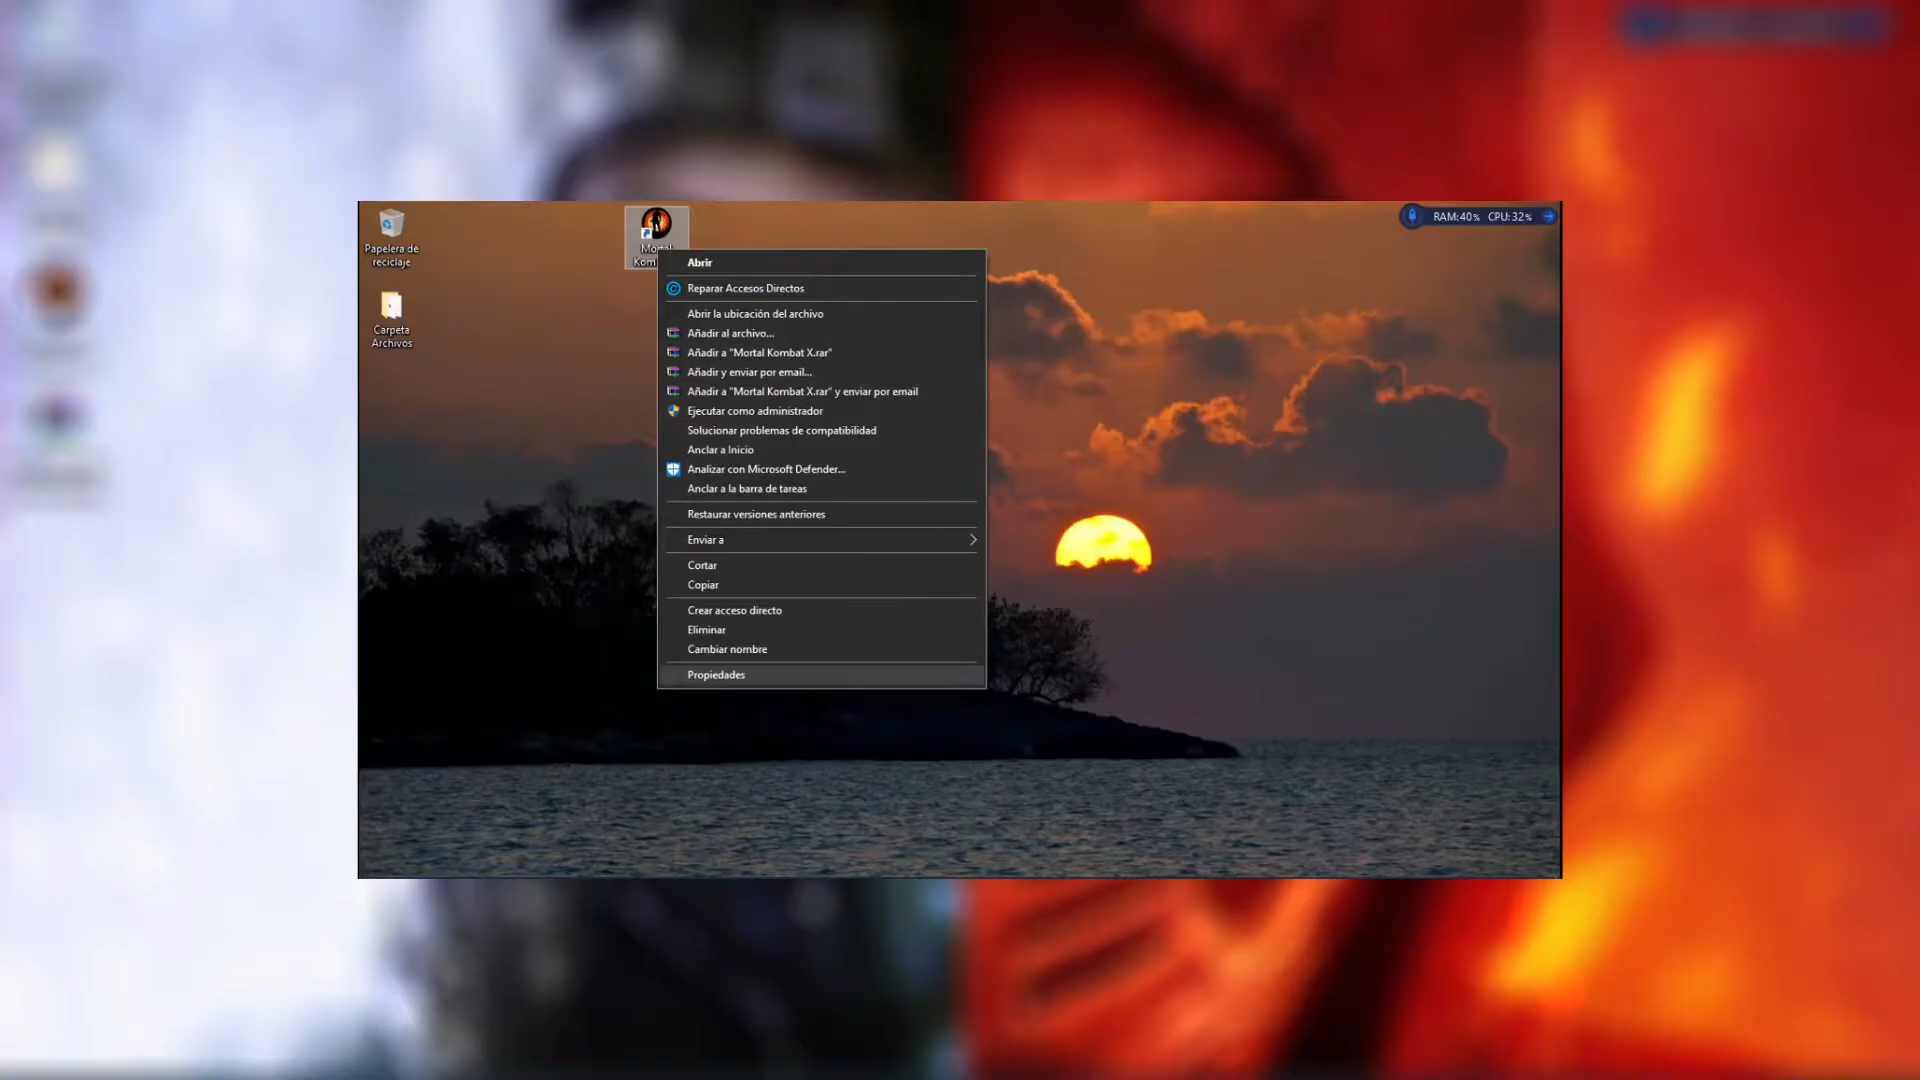 Papelera de
reciclaje
Carpeta
Archivos
RAM:40% CPU:32%
Abrir
Reparar Accesos Directos
Abrir la ubicación del archivo
Añadir al archivo...
Añadir a "Mortal Kombat X.rar"
Añadir y enviar por email...
Añadir a "Mortal Kombat X.rar" y enviar por email
Ejecutar como administrador
Solucionar problemas de compatibilidad
Anclar a Inicio
Analizar con Microsoft Defender...
Anclar a la barra de tareas
Restaurar versiones anteriores
Enviar a
Cortar
Copiar
Crear acceso directo
Eliminar
Cambiar nombre
Propiedades